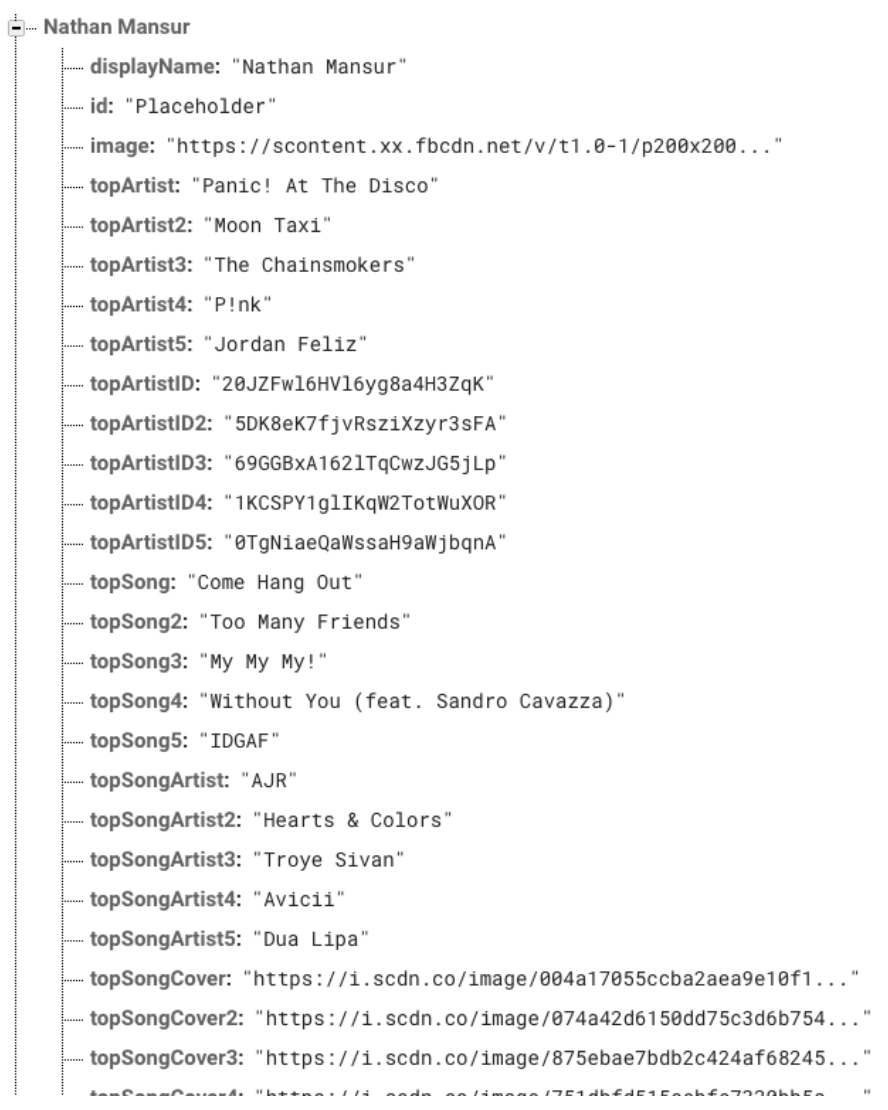 Nathan Mansur
displayName: "Nathan Mansur"
id: "Placeholder"
image: "https://scontent.xx.fbcdn.net/v/t1.0-1/p200x200..."
topArtist: "Panic! At The Disco"
topArtist2: "Moon Taxi"
topArtist3: "The Chainsmokers"
topArtist4: "P!nk"
topArtist5: "Jordan Feliz"
topArtistID: "20JZFwl6HVl6yg8a4H3ZqK"
topArtistID2: "5DK8eK7fjvRsziXzyr3sFA"
topArtistID3: "69GGBxA162lTqCwzJG5jLp"
topArtistID4: "1KCSPY1glIKqW2TotWuXOR"
topArtistID5: "0TgNiaeQaWssaH9aWjbqnA"
topSong: "Come Hang Out"
topSong2: "Too Many Friends"
topSong3: "My My My!"
topSong4: "Without You (feat. Sandro Cavazza)"
topSong5: "IDGAF"
topSongArtist: "AJR"
topSongArtist2: "Hearts & Colors"
topSongArtist3: "Troye Sivan"
topSongArtist4: "Avicii"
topSongArtist5: "Dua Lipa"
topSongCover: "https://i.scdn.co/image/004a17055ccba2aea9e10f1..."
topSongCover2: "https://i.scdn.co/image/074a42d6150dd75c3d6b754..."
topSongCover3: "https://i.scdn.co/image/875ebae7bdb2c424af68245..."
topSongCover4: